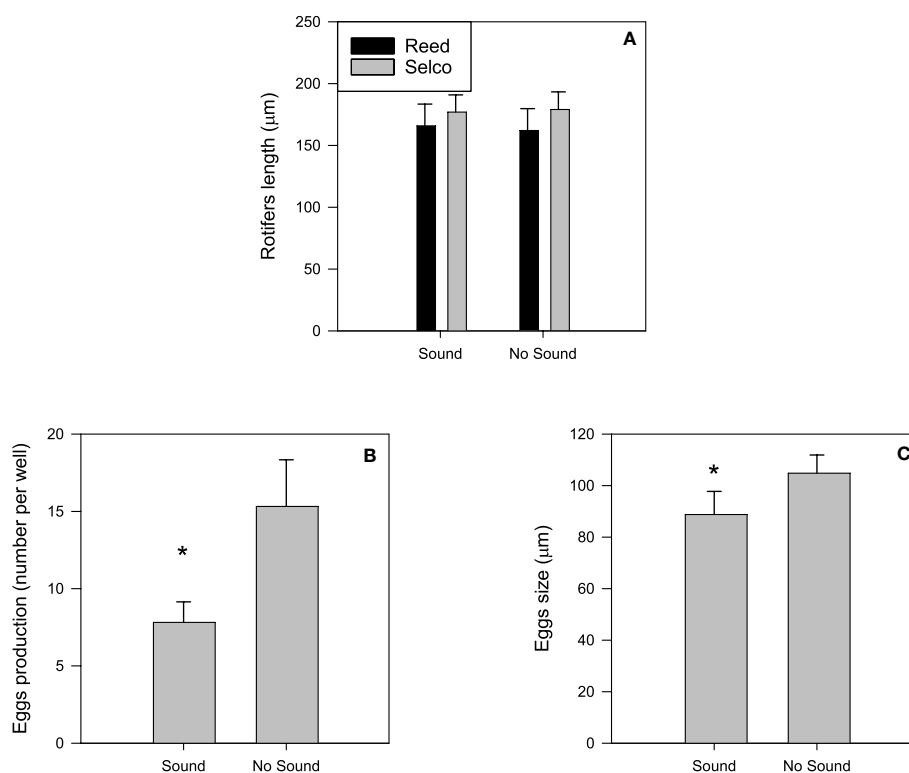 A
Reed
Selco
Rotifers length (μm)
250
200
150
100
50
0
Sound No Sound
B
Eggs production (number per well)
20
15
10
5
0
*
Sound No Sound
C
Eggs size (μm)
120
100
80
60
40
20
0
*
Sound No Sound